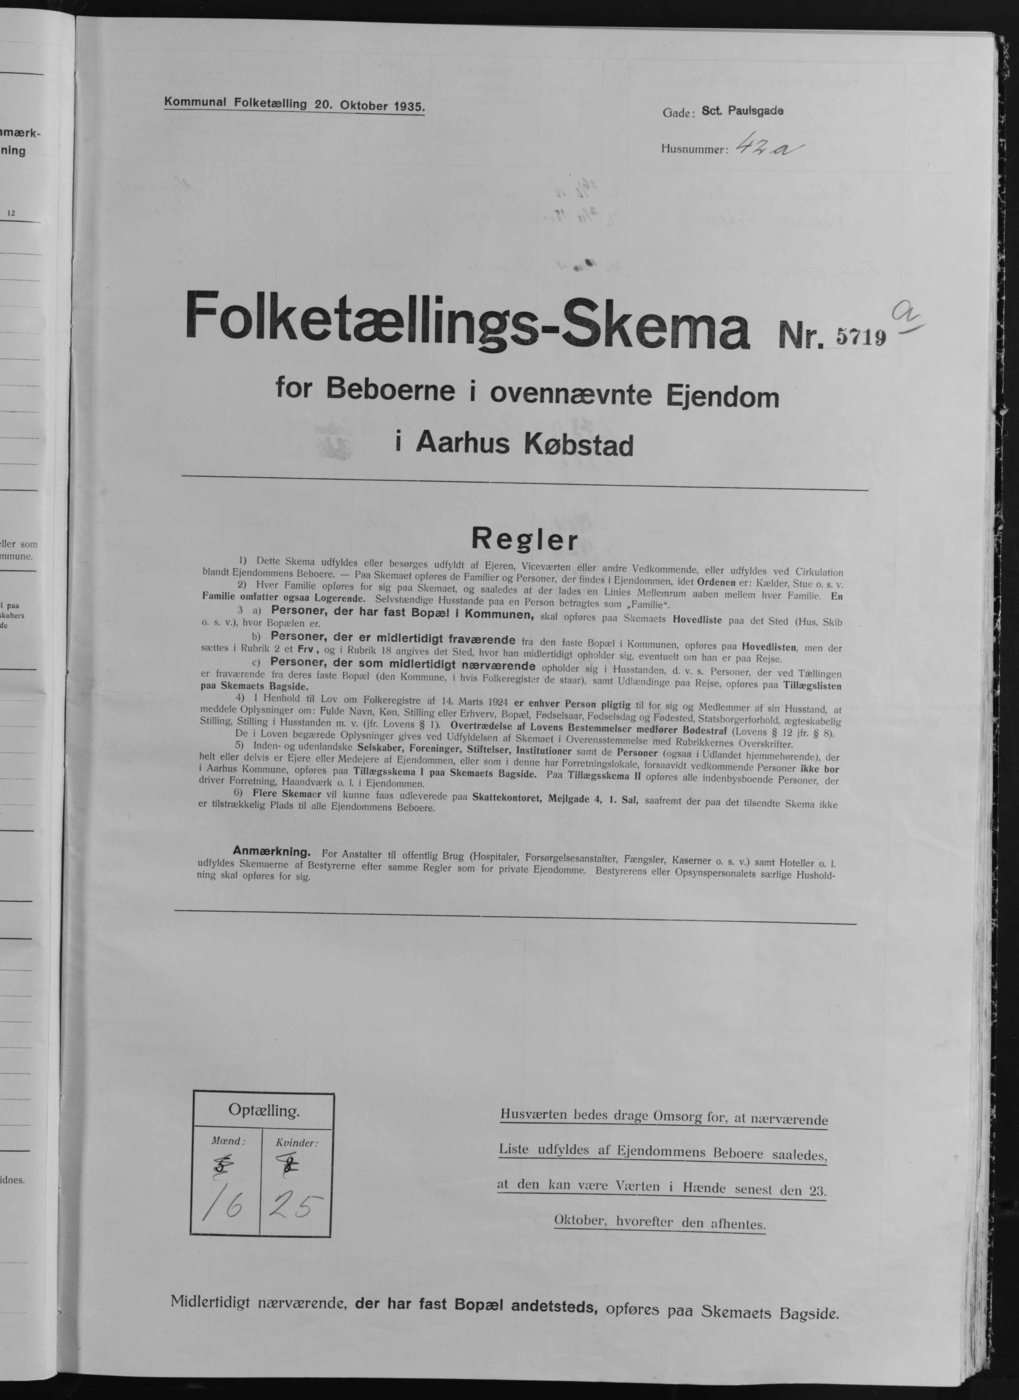 mmærk-
ning
12
eller som
mmune.
l paa
skabers
de
idnes.
Kommunal Folketælling 20. Oktober 1935.
Gade: Sct. Paulsgade
Husnummer: 42 a
Folketællings-Skema Nr. 5719 a
for Beboerne i ovennævnte Ejendom
i Aarhus Købstad
Regler
1) Dette Skema udfyldes eller besørges udfyldt af Ejeren, Viceværten eller andre Vedkommende, eller udfyldes ved Cirkulation
blandt Ejendommens Beboere. — Paa Skemaet opføres de Familier og Personer, der findes i Ejendommen, idet Ordenen er: Kælder, Stue o. s. v.
2) Hver Familie opføres for sig paa Skemaet, og saaledes at der lades en Linies Mellemrum aaben mellem hver Familie. En
Familie omfatter ogsaa Logerende. Selvstændige Husstande paa en Person betragtes som „Familie“.
3 a) Personer, der har fast Bopæl i Kommunen, skal opføres paa Skemaets Hovedliste paa det Sted (Hus, Skib
o. s. v.), hvor Bopælen er.
b) Personer, der er midlertidigt fraværende fra den faste Bopæl i Kommunen, opføres paa Hovedlisten, men der
sættes i Rubrik 2 et Frv., og i Rubrik 18 angives det Sted, hvor han midlertidigt opholder sig, eventuelt om han er paa Rejse.
c) Personer, der som midlertidigt nærværende opholder sig i Husstanden, d. v. s. Personer, der ved Tællingen
er fraværende fra deres faste Bopæl (den Kommune, i hvis Folkeregister de staar), samt Udlændinge paa Rejse, opføres paa Tillægslisten
paa Skemaets Bagside.
4) I Henhold til Lov om Folkeregistre af 14. Marts 1924 er enhver Person pligtig til for sig og Medlemmer af sin Husstand, at
meddele Oplysninger om: Fulde Navn, Køn, Stilling eller Erhverv, Bopæl, Fødselsaar, Fødselsdag og Fødested, Statsborgerforhold, ægteskabelig
Stilling, Stilling i Husstanden m. v. (jfr. Lovens § 1). Overtrædelse af Lovens Bestemmelser medfører Bødestraf (Lovens § 12 jfr. § 8).
De i Loven begærede Oplysninger gives ved Udfyldelsen af Skemaet i Overensstemmelse med Rubrikkernes Overskrifter.
5) Inden- og udenlandske Selskaber, Foreninger, Stiftelser, Institutioner samt de Personer (ogsaa i Udlandet hjemmehørende), der
helt eller delvis er Ejere eller Medejere af Ejendommen, eller som i denne har Forretningslokale, forsaavidt vedkommende Personer ikke bor
i Aarhus Kommune, opføres paa Tillægsskema I paa Skemaets Bagside. Paa Tillægsskema II opføres alle indenbysboende Personer, der
driver Forretning, Haandværk o. l. i Ejendommen.
6) Flere Skemaer vil kunne faas udleverede paa Skattekontoret, Mejlgade 4, 1. Sal, saafremt der paa det tilsendte Skema ikke
er tilstrækkelig Plads til alle Ejendommens Beboere.
Anmærkning. For Anstalter til offentlig Brug (Hospitaler, Forsørgelsesanstalter, Fængsler, Kaserner o. s. v.) samt Hoteller o. l.
udfyldes Skemaerne af Bestyrerne efter samme Regler som for private Ejendomme. Bestyrerens eller Opsynspersonalets særlige Hushold-
ning skal opføres for sig.
Optælling.
Mænd: Kvinder:
16 25
Husværten bedes drage Omsorg for, at nærværende
Liste udfyldes af Ejendommens Beboere saaledes,
at den kan være Værten i Hænde senest den 23.
Oktober, hvorefter den afhentes.
Midlertidigt nærværende, der har fast Bopæl andetsteds, opføres paa Skemaets Bagside.